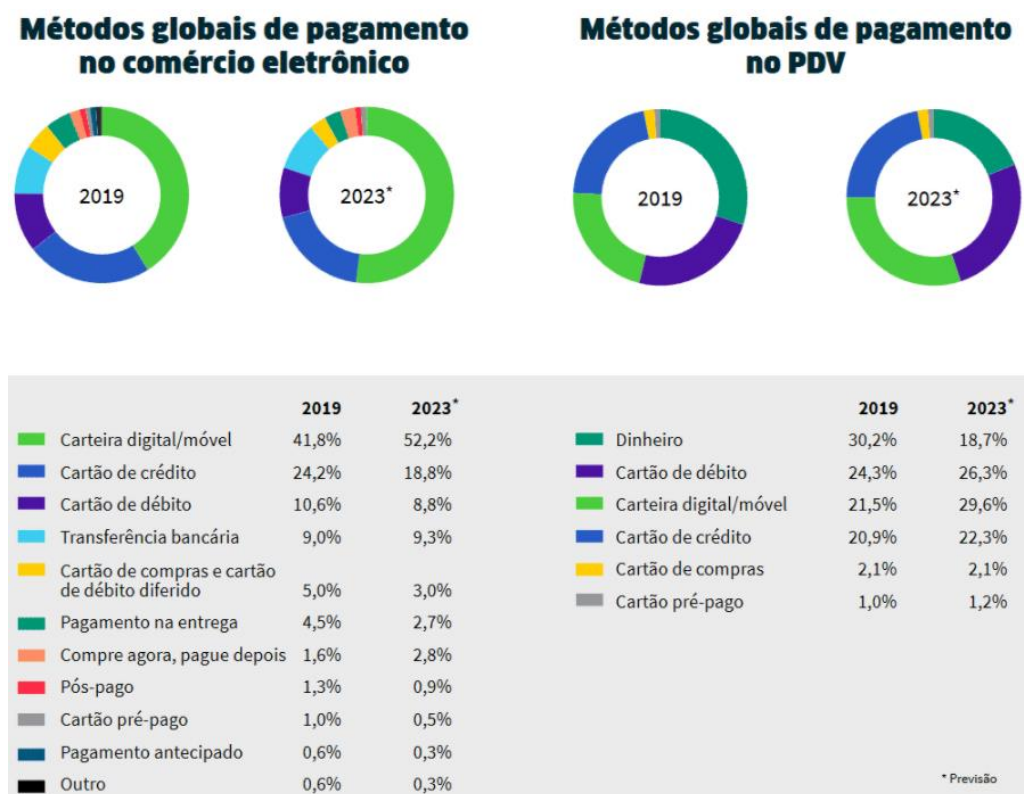 Métodos globais de pagamento
no comércio eletrônico
2019
2023*
2019 2023*
Carteira digital/móvel 41,8% 52,2%
Cartão de crédito 24,2% 18,8%
Cartão de débito 10,6% 8,8%
Transferência bancária 9,0% 9,3%
Cartão de compras e cartão
de débito diferido 5,0% 3,0%
Pagamento na entrega 4,5% 2,7%
Compre agora, pague depois 1,6% 2,8%
Pós-pago 1,3% 0,9%
Cartão pré-pago 1,0% 0,5%
Pagamento antecipado 0,6% 0,3%
Outro 0,6% 0,3%
Métodos globais de pagamento
no PDV
2019
2023*
2019 2023*
Dinheiro 30,2% 18,7%
Cartão de débito 24,3% 26,3%
Carteira digital/móvel 21,5% 29,6%
Cartão de crédito 20,9% 22,3%
Cartão de compras 2,1% 2,1%
Cartão pré-pago 1,0% 1,2%
* Previsão